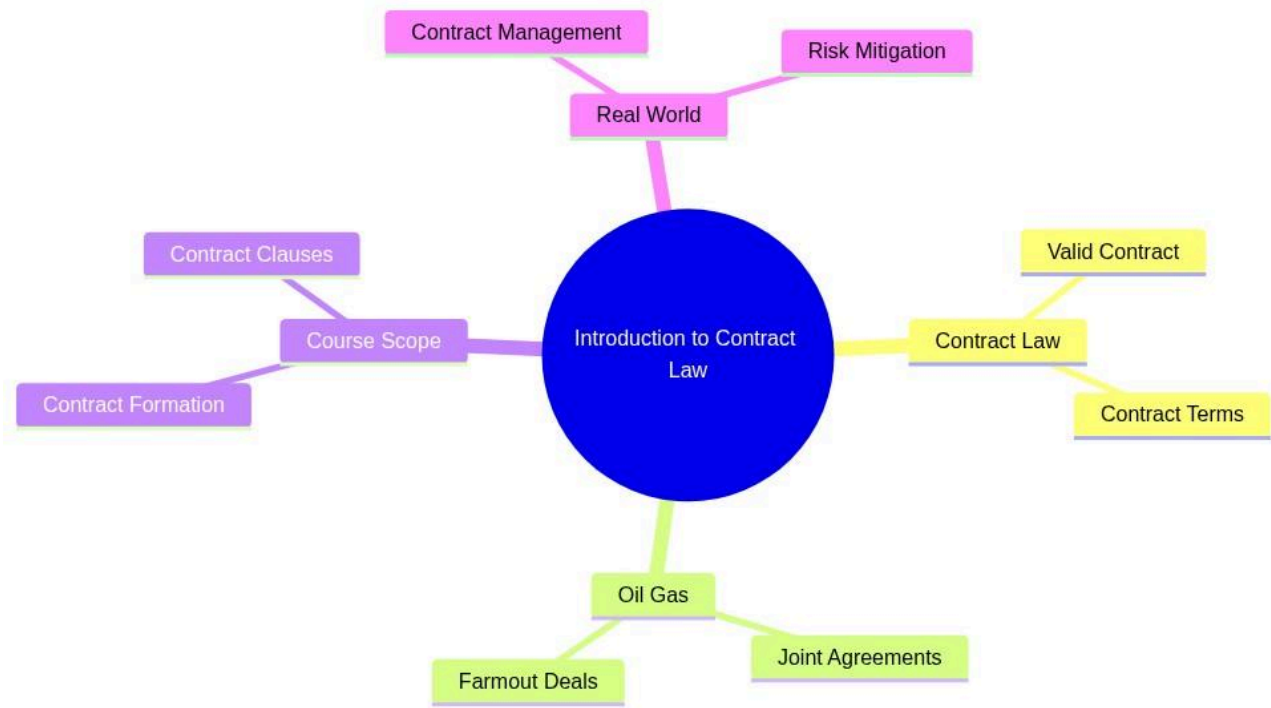 Contract Management
Risk Mitigation
Real World
Contract Clauses
Valid Contract
Introduction to Contract
Law
Course Scope
Contract Law
Contract Formation
Contract Terms
Oil Gas
Joint Agreements
Farmout Deals